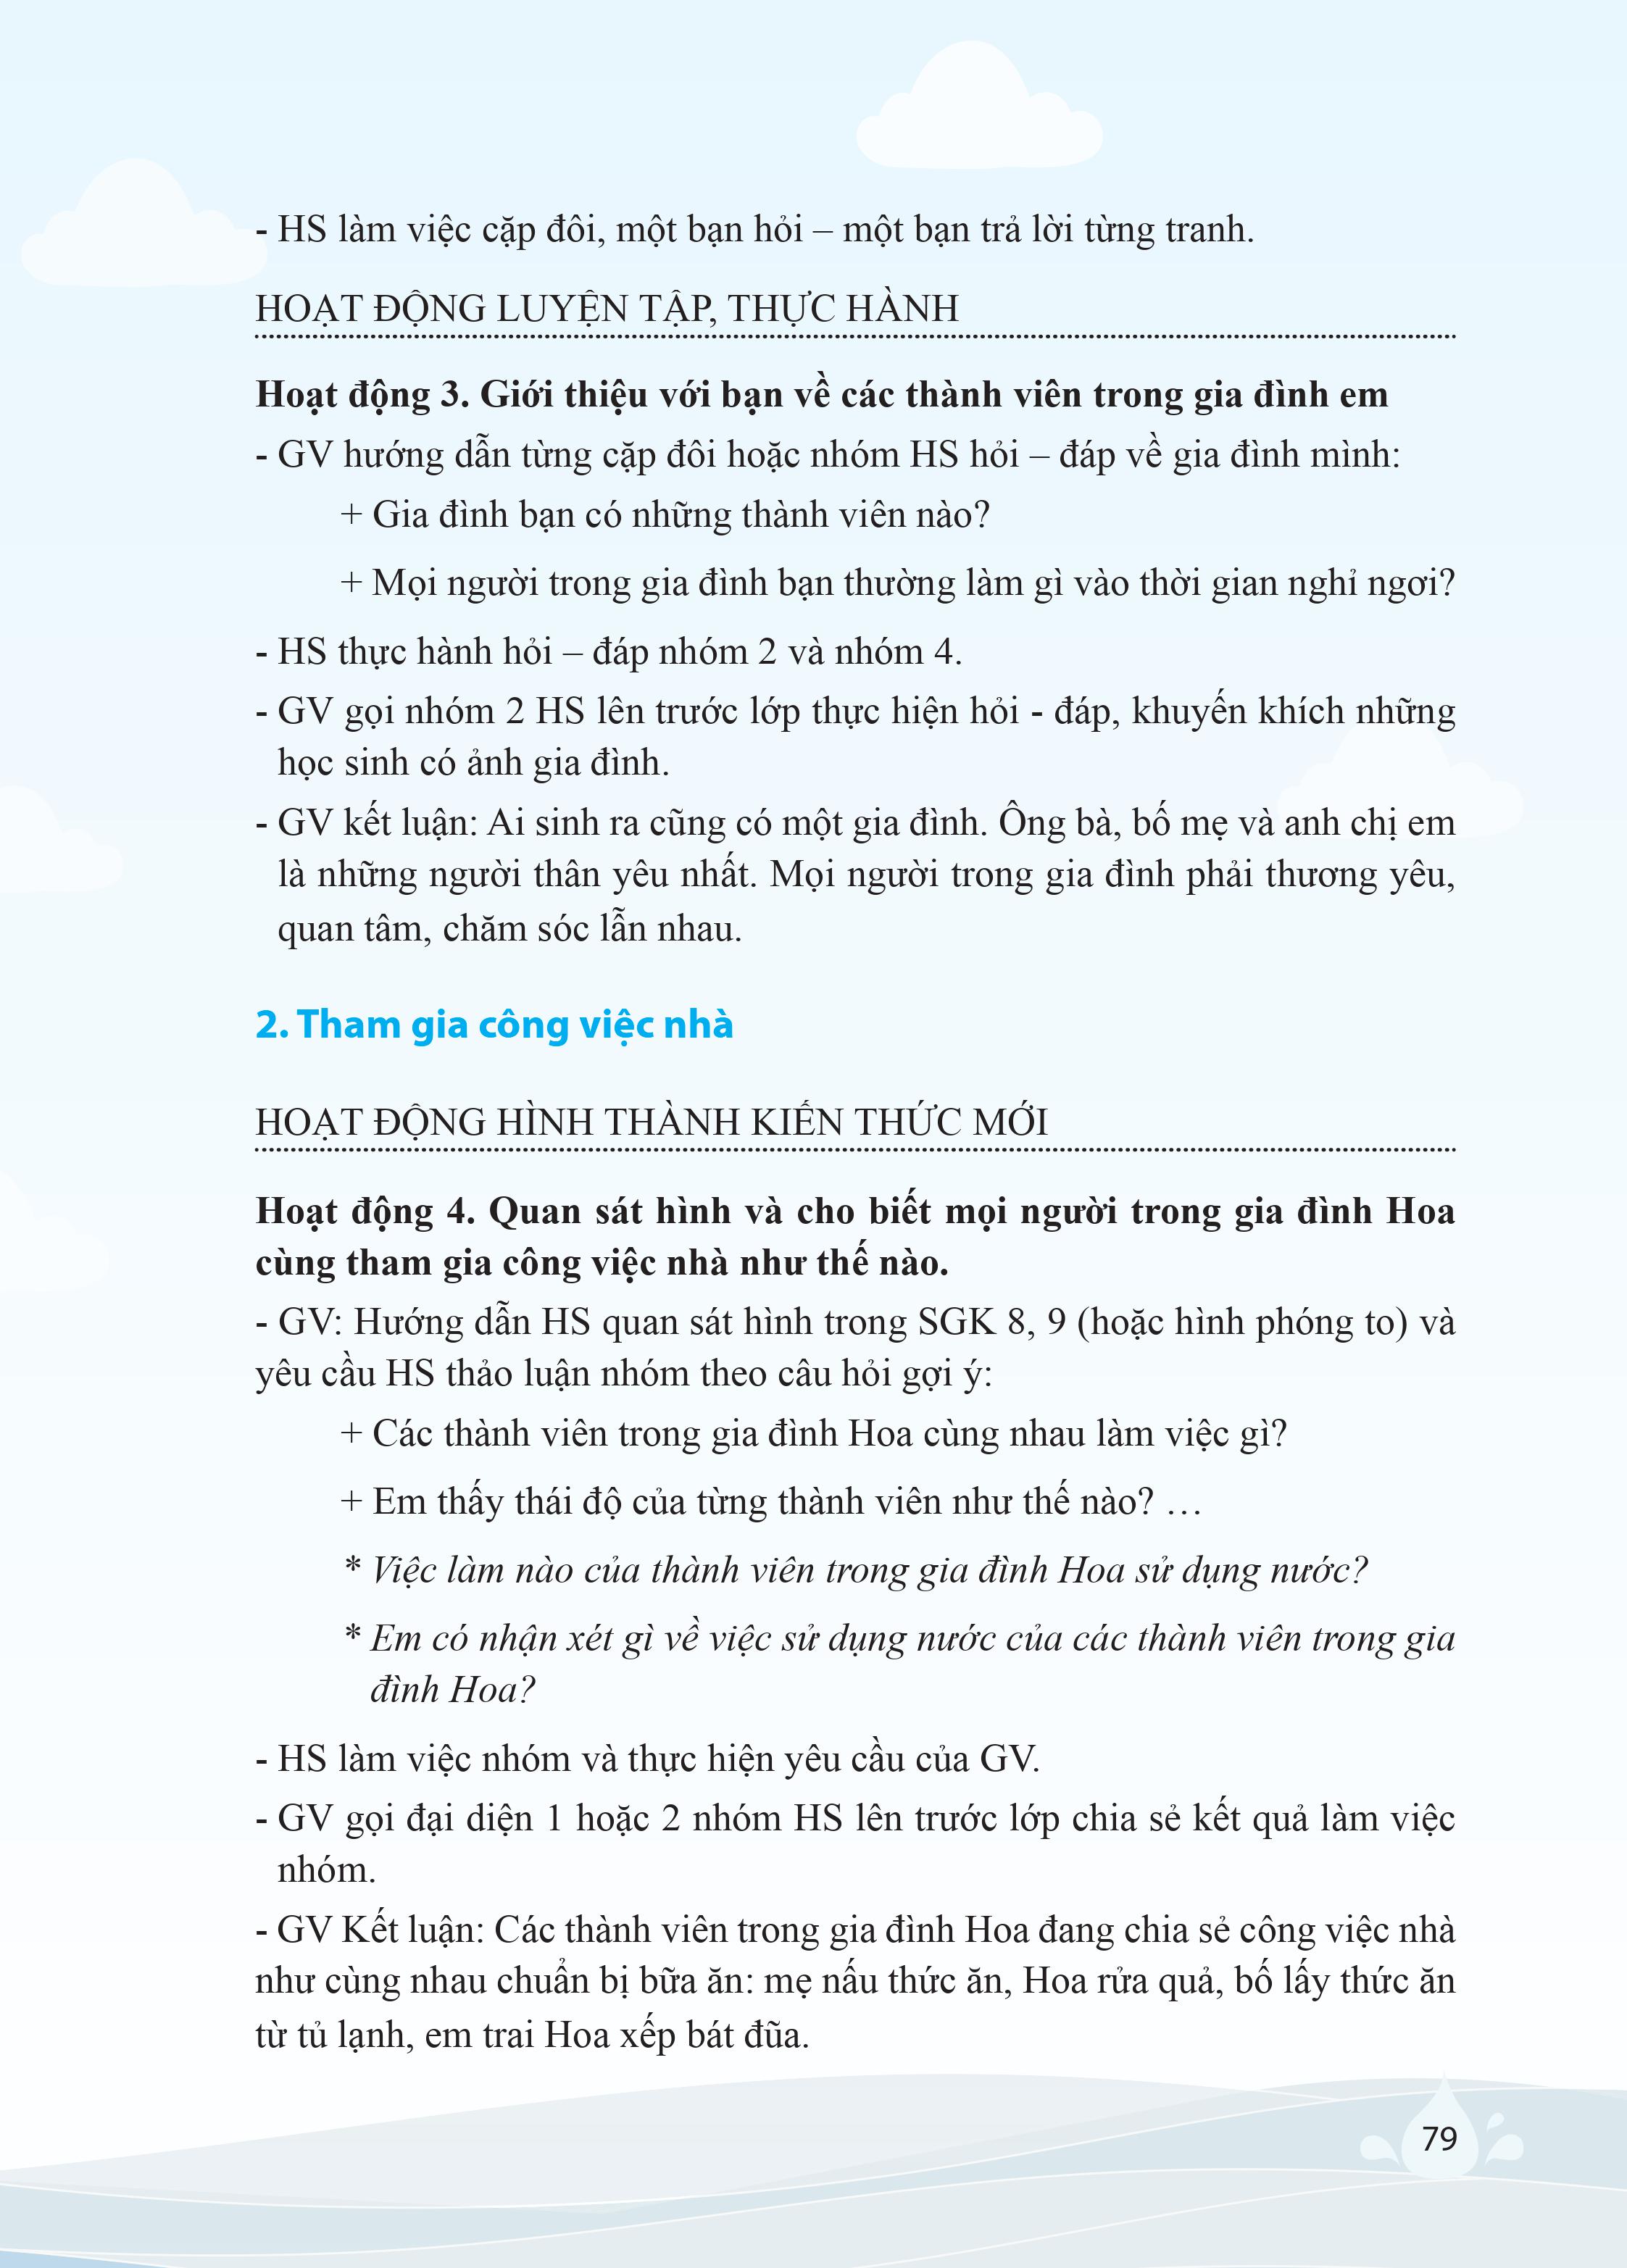 - HS làm việc cặp đôi, một bạn hỏi – một bạn trả lời từng tranh.
HOẠT ĐỘNG LUYỆN TẬP, THỰC HÀNH
Hoạt động 3. Giới thiệu với bạn về các thành viên trong gia đình em
- GV hướng dẫn từng cặp đôi hoặc nhóm HS hỏi – đáp về gia đình mình:
+ Gia đình bạn có những thành viên nào?
+ Mọi người trong gia đình bạn thường làm gì vào thời gian nghỉ ngơi?
- HS thực hành hỏi – đáp nhóm 2 và nhóm 4.
- GV gọi nhóm 2 HS lên trước lớp thực hiện hỏi - đáp, khuyến khích những
học sinh có ảnh gia đình.
- GV kết luận: Ai sinh ra cũng có một gia đình. Ông bà, bố mẹ và anh chị em
là những người thân yêu nhất. Mọi người trong gia đình phải thương yêu,
quan tâm, chăm sóc lẫn nhau.
2. Tham gia công việc nhà
HOẠT ĐỘNG HÌNH THÀNH KIẾN THỨC MỚI
Hoạt động 4. Quan sát hình và cho biết mọi người trong gia đình Hoa
cùng tham gia công việc nhà như thế nào.
- GV: Hướng dẫn HS quan sát hình trong SGK 8, 9 (hoặc hình phóng to) và
yêu cầu HS thảo luận nhóm theo câu hỏi gợi ý:
+ Các thành viên trong gia đình Hoa cùng nhau làm việc gì?
+ Em thấy thái độ của từng thành viên như thế nào? …
* Việc làm nào của thành viên trong gia đình Hoa sử dụng nước?
* Em có nhận xét gì về việc sử dụng nước của các thành viên trong gia
đình Hoa?
- HS làm việc nhóm và thực hiện yêu cầu của GV.
- GV gọi đại diện 1 hoặc 2 nhóm HS lên trước lớp chia sẻ kết quả làm việc
nhóm.
- GV Kết luận: Các thành viên trong gia đình Hoa đang chia sẻ công việc nhà
như cùng nhau chuẩn bị bữa ăn: mẹ nấu thức ăn, Hoa rửa quả, bố lấy thức ăn
từ tủ lạnh, em trai Hoa xếp bát đũa.
79